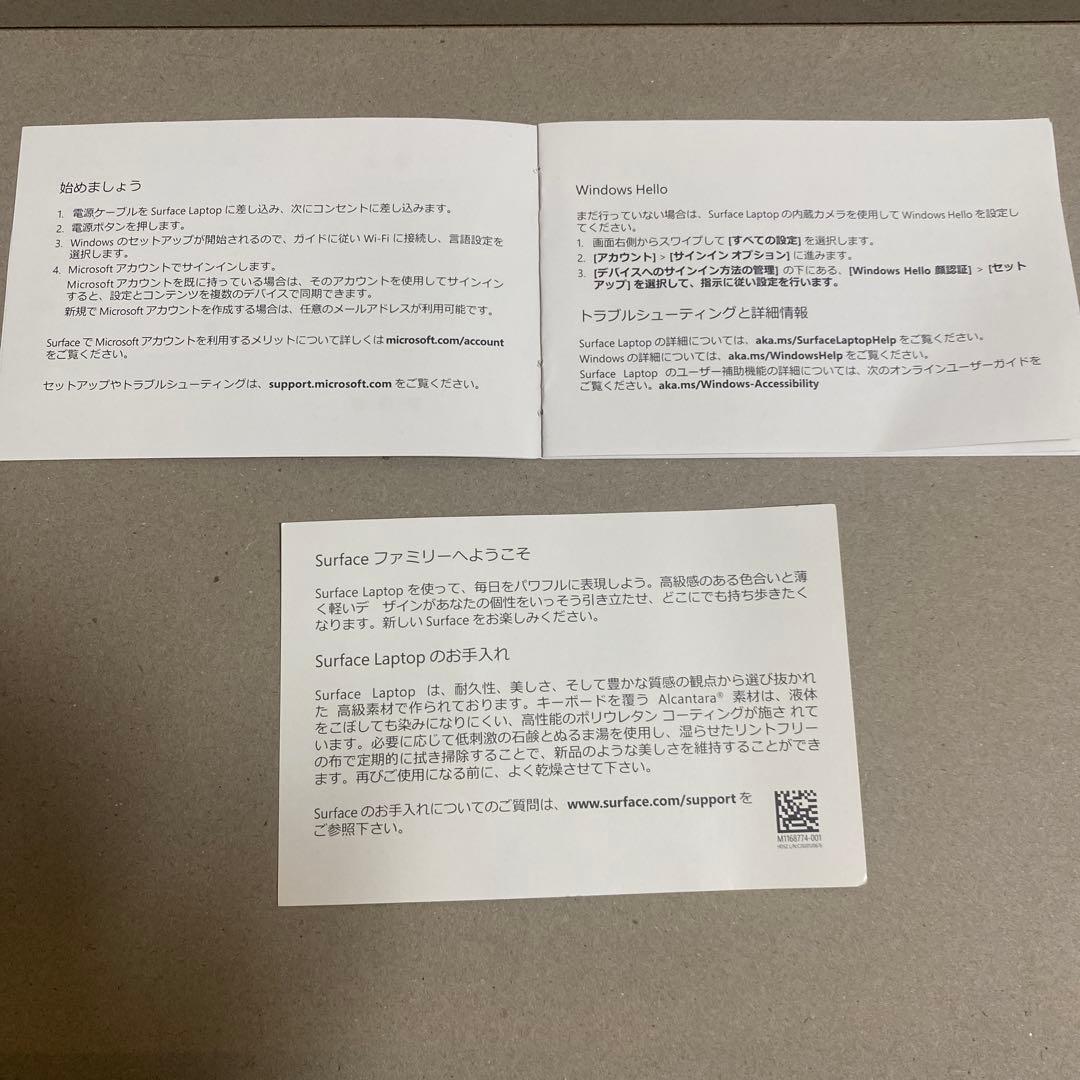 始めましょう
1. 電源ケーブルを Surface Laptop に差し込み、次にコンセントに差し込みます。
2. 電源ボタンを押します。
3. Windows のセットアップが開始されるので、ガイドに従い Wi-Fi に接続し、言語設定を
選択します。
4. Microsoft アカウントでサインインします。
Microsoft アカウントを既に持っている場合は、そのアカウントを使用してサインイン
すると、設定とコンテンツを複数のデバイスで同期できます。
新規で Microsoft アカウントを作成する場合は、任意のメールアドレスが利用可能です。
Surface で Microsoft アカウントを利用するメリットについて詳しくは microsoft.com/account
をご覧ください。
セットアップやトラブルシューティングは、support.microsoft.com をご覧ください。
Windows Hello
まだ行っていない場合は、Surface Laptop の内蔵カメラを使用して Windows Hello を設定し
てください。
1. 画面右側からスワイプして [すべての設定] を選択します。
2. [アカウント] > [サインイン オプション] に進みます。
3. [デバイスへのサインイン方法の管理] の下にある、[Windows Hello 顔認証] > [セット
アップ] を選択して、指示に従い設定を行います。
トラブルシューティングと詳細情報
Surface Laptop の詳細については、aka.ms/SurfaceLaptopHelp をご覧ください。
Windows の詳細については、aka.ms/WindowsHelp をご覧ください。
Surface Laptop のユーザー補助機能の詳細については、次のオンラインユーザーガイドを
ご覧ください。aka.ms/Windows-Accessibility
Surface ファミリーへようこそ
Surface Laptop を使って、毎日をパワフルに表現しよう。高級感のある色合いと薄
く軽いデ ザインがあなたの個性をいっそう引き立たせ、どこにでも持ち歩きたく
なります。新しい Surface をお楽しみください。
Surface Laptop のお手入れ
Surface Laptop は、耐久性、美しさ、そして豊かな質感の観点から選び抜かれ
た 高級素材で作られております。キーボードを覆う Alcantara® 素材は、液体
をこぼしても染みになりにくい、高性能のポリウレタン コーティングが施さ れて
います。必要に応じて低刺激の石鹸とぬるま湯を使用し、湿らせたリントフリー
の布で定期的に拭き掃除することで、新品のような美しさを維持することができ
ます。再びご使用になる前に、よく乾燥させて下さい。
Surface のお手入れについてのご質問は、www.surface.com/support を
ご参照下さい。
M1168774-001